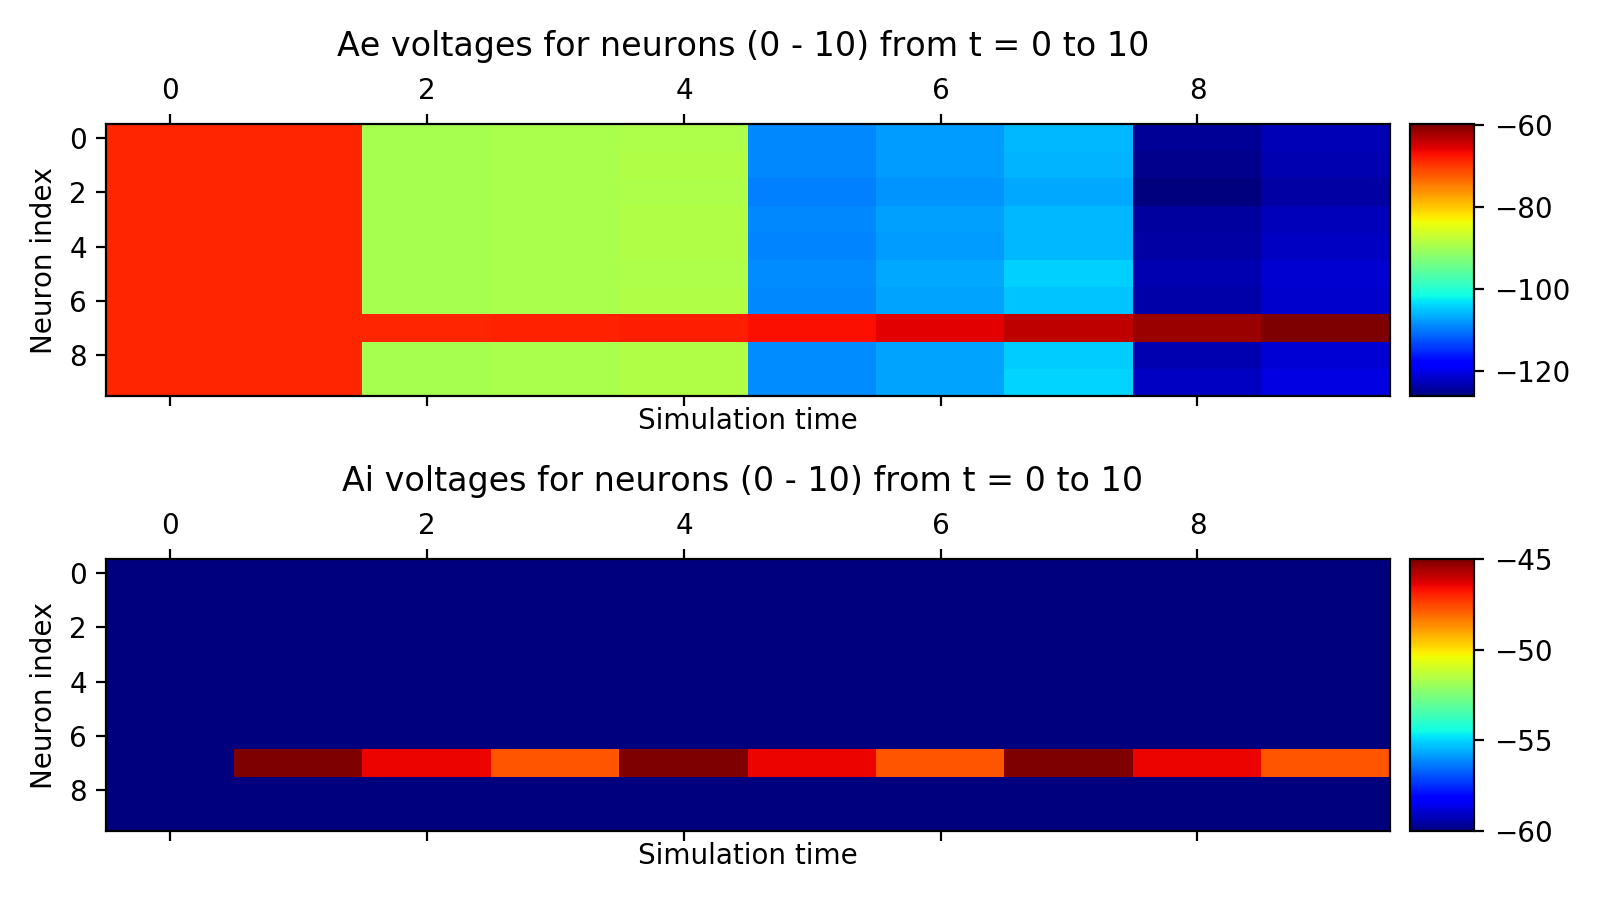 Ae voltages for neurons (0 - 10) from t = 0 to 10
0 2 4 6 8
Neuron index
0
2
4
6
8
−60
−80
−100
−120
Simulation time
Ai voltages for neurons (0 - 10) from t = 0 to 10
0 2 4 6 8
Neuron index
0
2
4
6
8
−45
−50
−55
−60
Simulation time